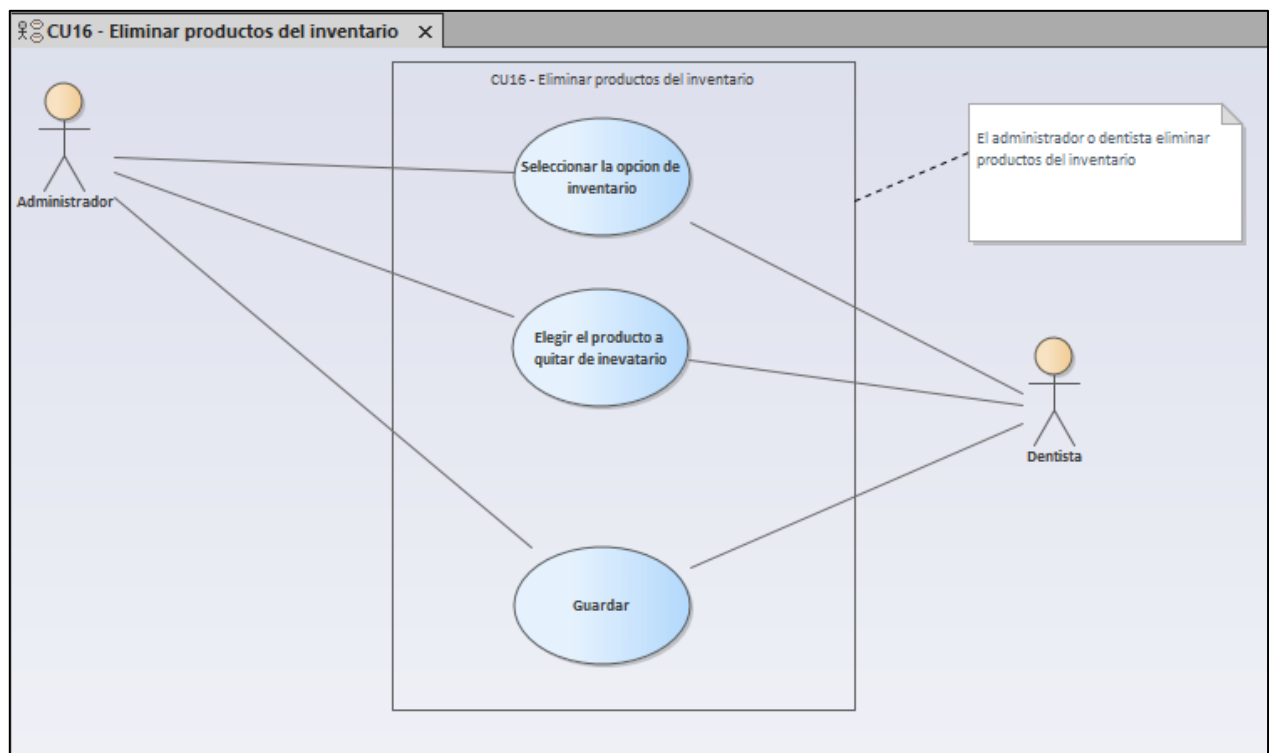 CU16 - Eliminar productos del inventario
CU16 - Eliminar productos del inventario
Seleccionar la opcion de
inventario
El administrador o dentista eliminar
productos del inventario
Administrador
Elegir el producto a
quitar de inevatario
Dentista
Guardar